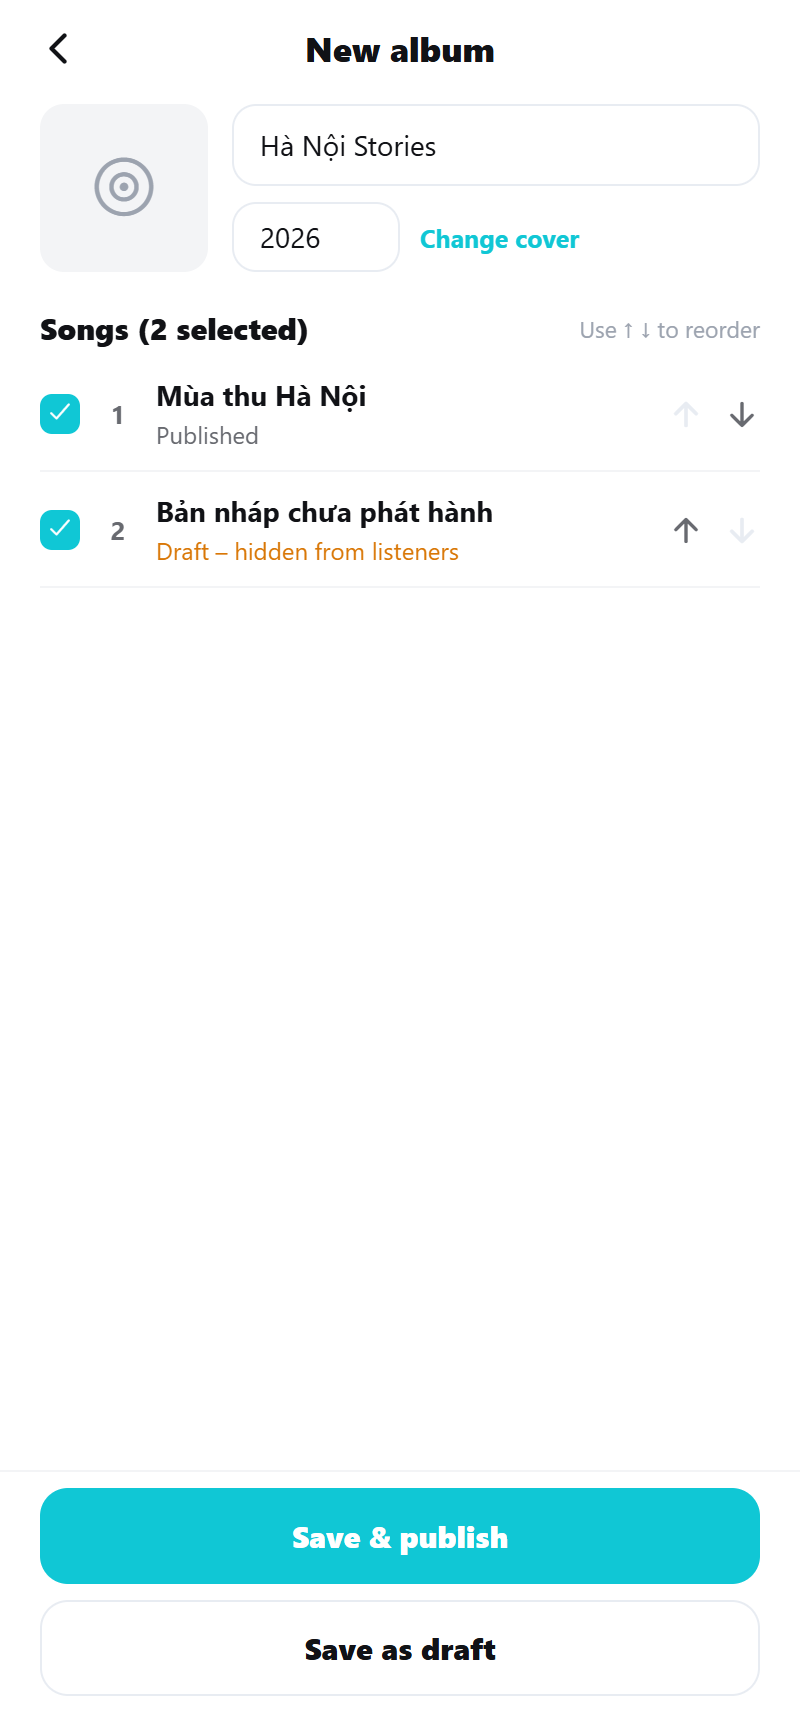 New album
Hà Nội Stories
2026
Change cover
Songs (2 selected)
Use ↑ ↓ to reorder
1
Mùa thu Hà Nội
Published
2
Bản nháp chưa phát hành
Draft – hidden from listeners
Save & publish
Save as draft